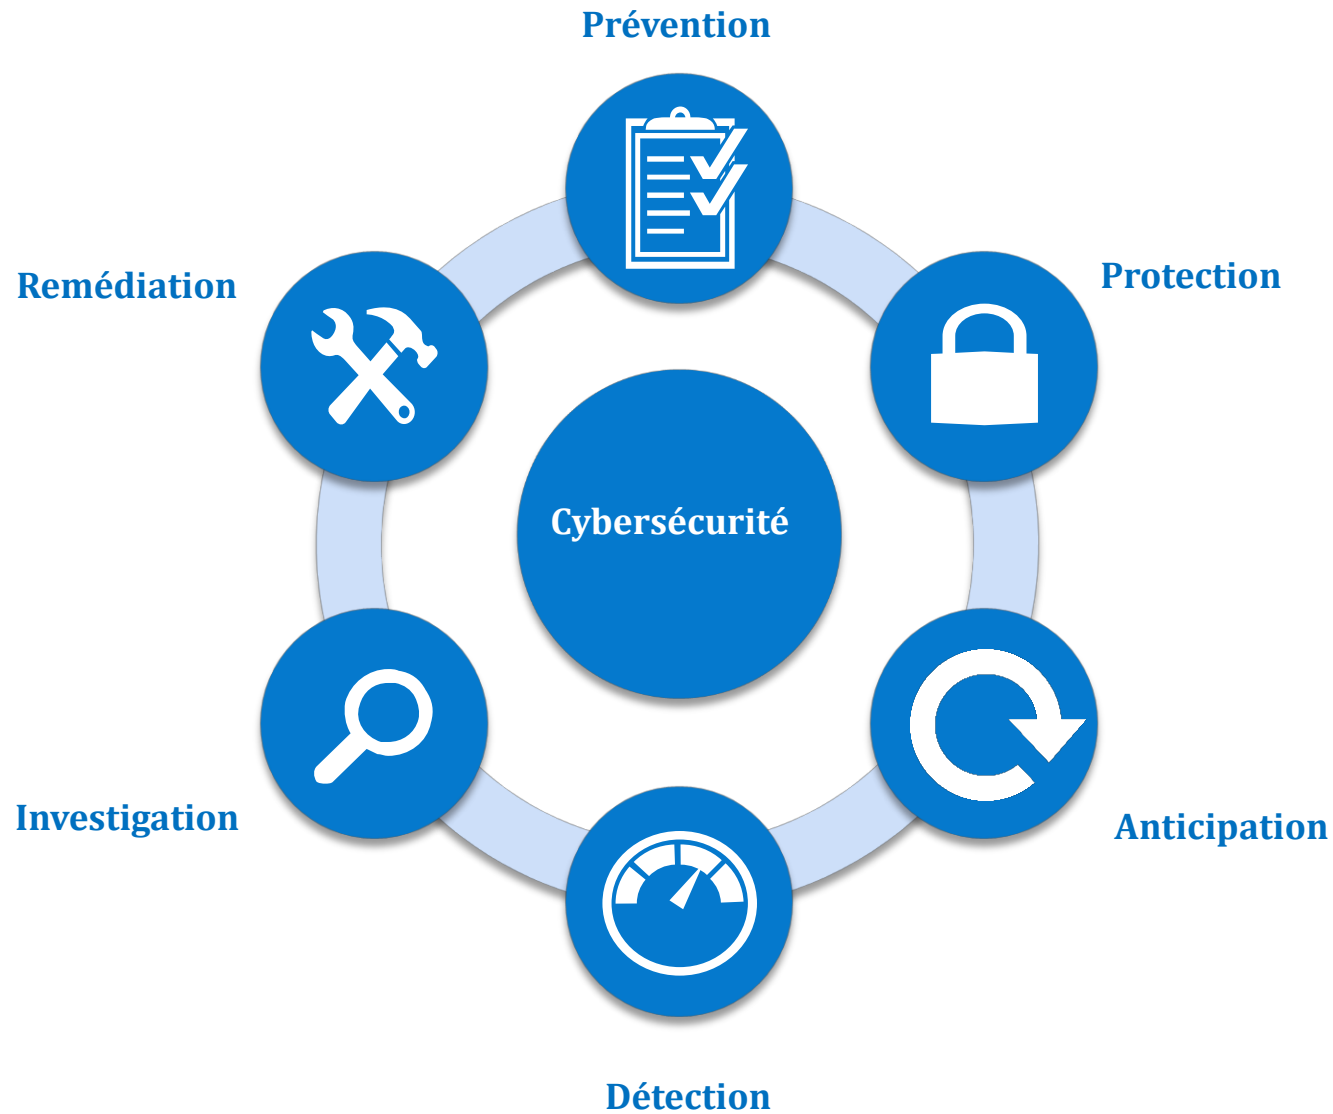 Prévention
Remédiation
Protection
Cybersécurité
Investigation
Anticipation
Détection